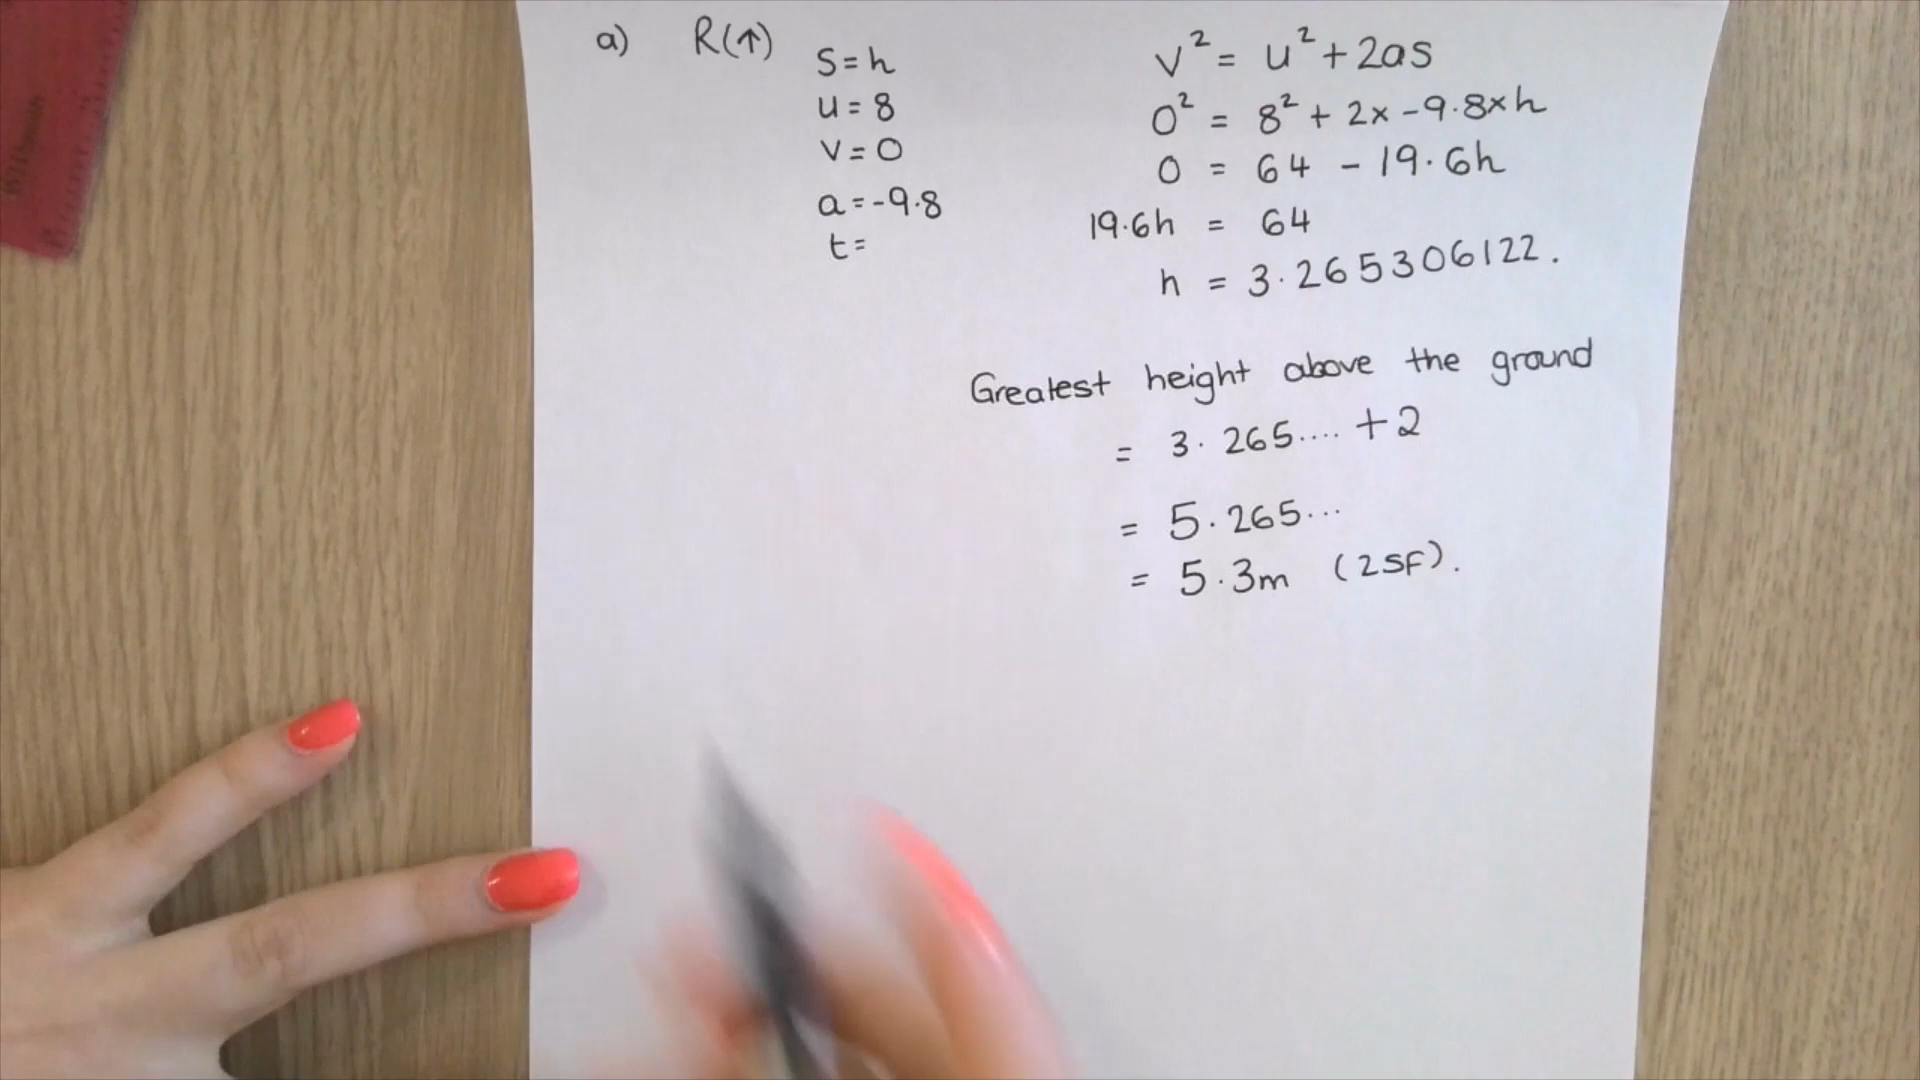 a) R(↑)
s = h
u = 8
v = 0
a = -9.8
t =
v² = u² + 2as
0² = 8² + 2x -9.8xh
0 = 64 - 19.6h
19.6h = 64
h = 3.265306122.
Greatest height above the ground
= 3.265.... +2
= 5.265...
= 5.3m (2SF).